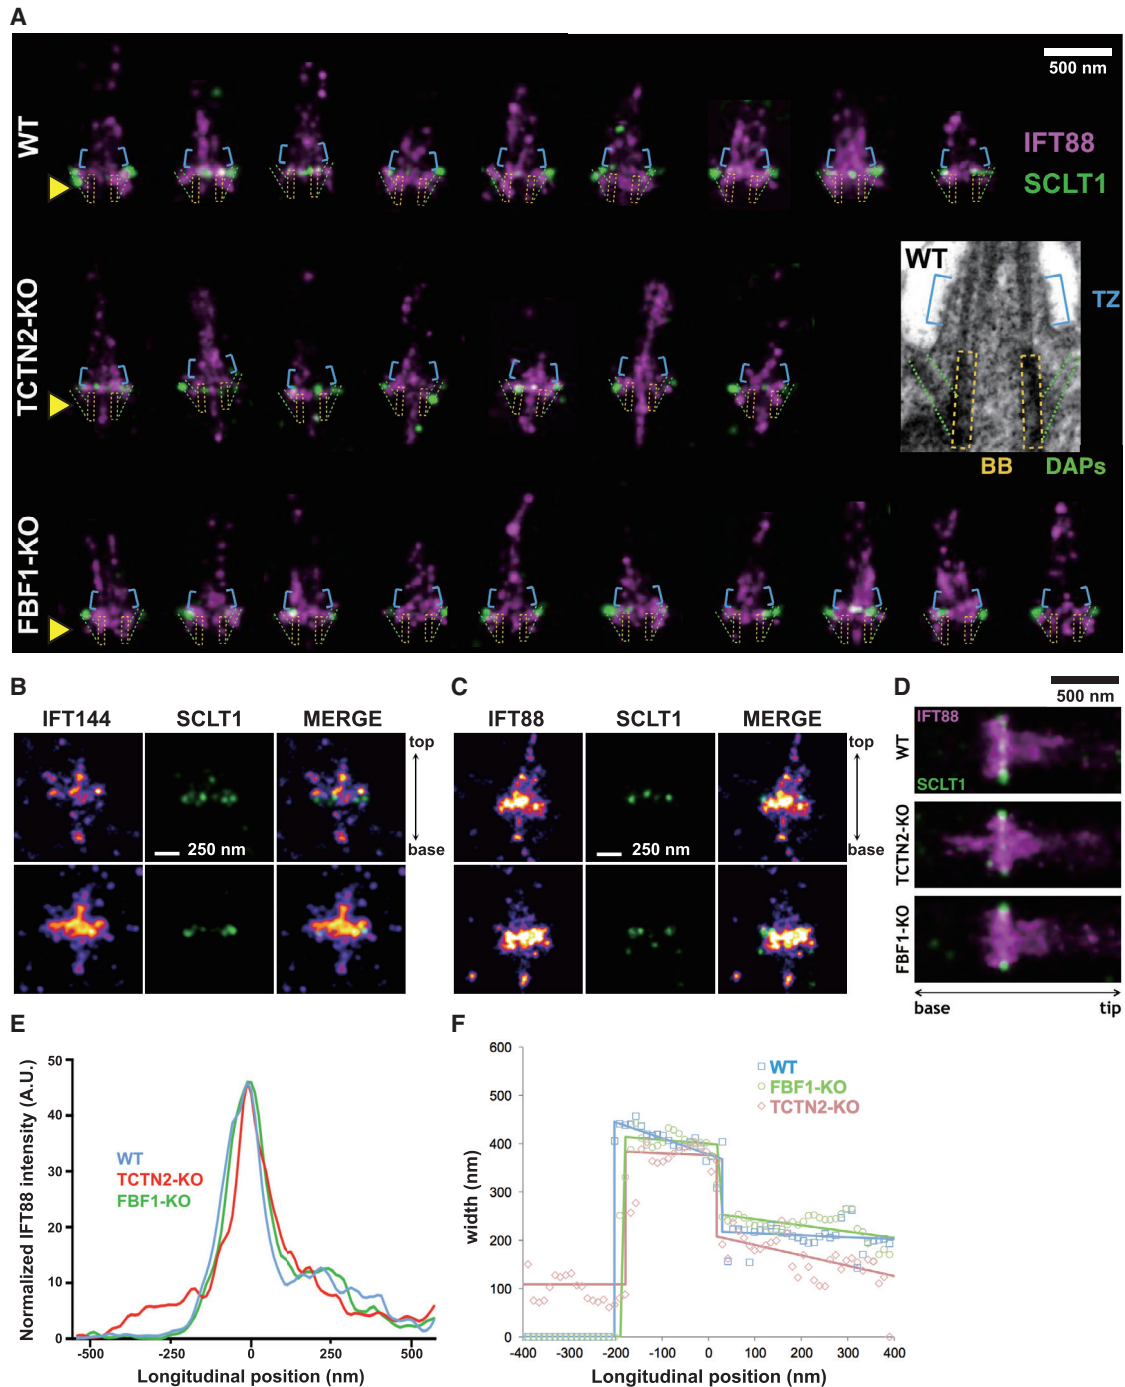 A
500 nm
WT
IFT88
SCLT1
TCTN2-KO
WT
TZ
BB
DAPs
FBF1-KO
B
IFT144
SCLT1
MERGE
top
base
250 nm
C
IFT88
SCLT1
MERGE
top
base
250 nm
D
500 nm
IFT88
SCLT1
WT
TCTN2-KO
FBF1-KO
base
tip
E
Normalized IFT88 intensity (A.U.)
50
40
30
20
10
0
WT
TCTN2-KO
FBF1-KO
-500
-250
0
250
500
Longitudinal position (nm)
F
width (nm)
600
500
400
300
200
100
0
WT
FBF1-KO
TCTN2-KO
-400
-300
-200
-100
0
100
200
300
400
Longitudinal position (nm)